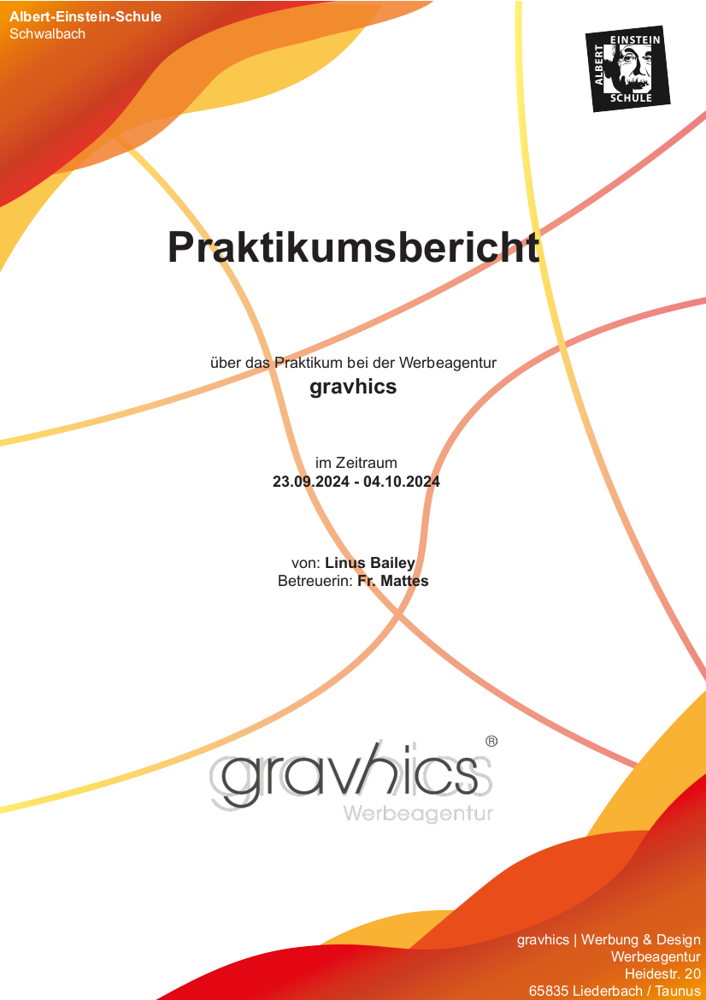 Albert-Einstein-Schule
Schwalbach
ALBERT
EINSTEIN
SCHULE
Praktikumsbericht
über das Praktikum bei der Werbeagentur
gravhics
im Zeitraum
23.09.2024 - 04.10.2024
von: Linus Bailey
Betreuerin: Fr. Mattes
gravhics®
Werbeagentur
gravhics | Werbung & Design
Werbeagentur
Heidestr. 20
65835 Liederbach / Taunus